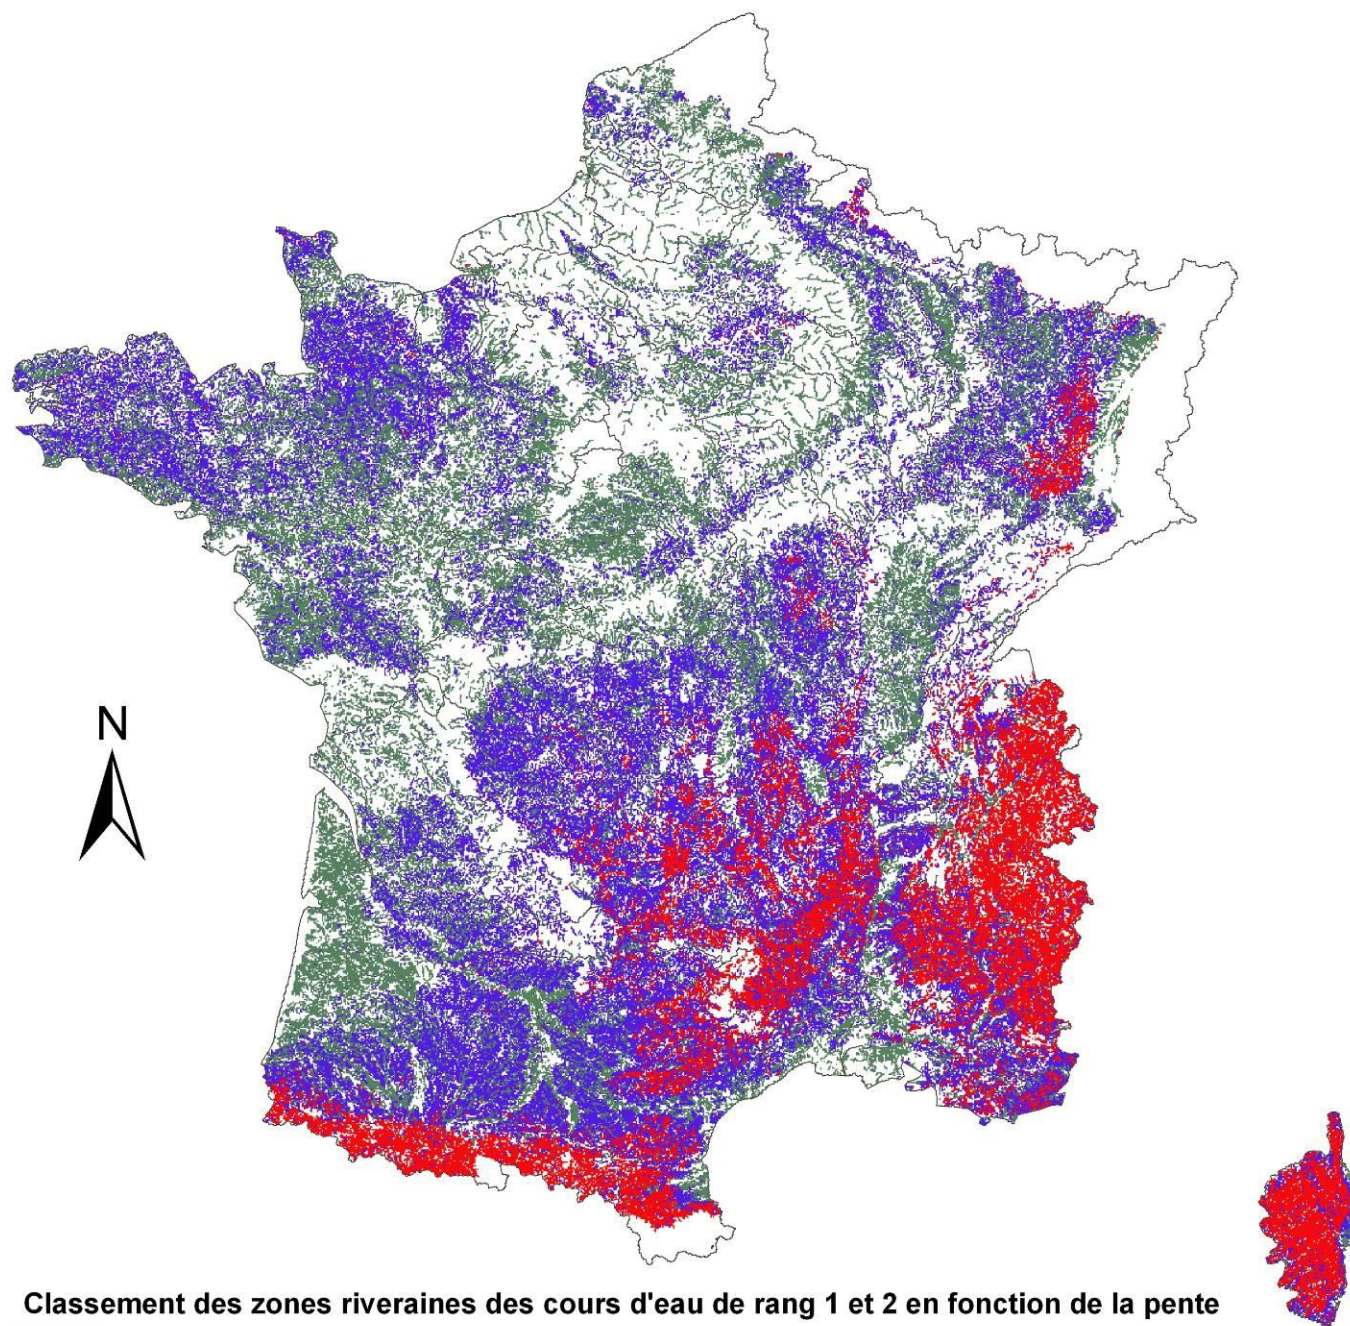 N
Classement des zones riveraines des cours d'eau de rang 1 et 2 en fonction de la pente